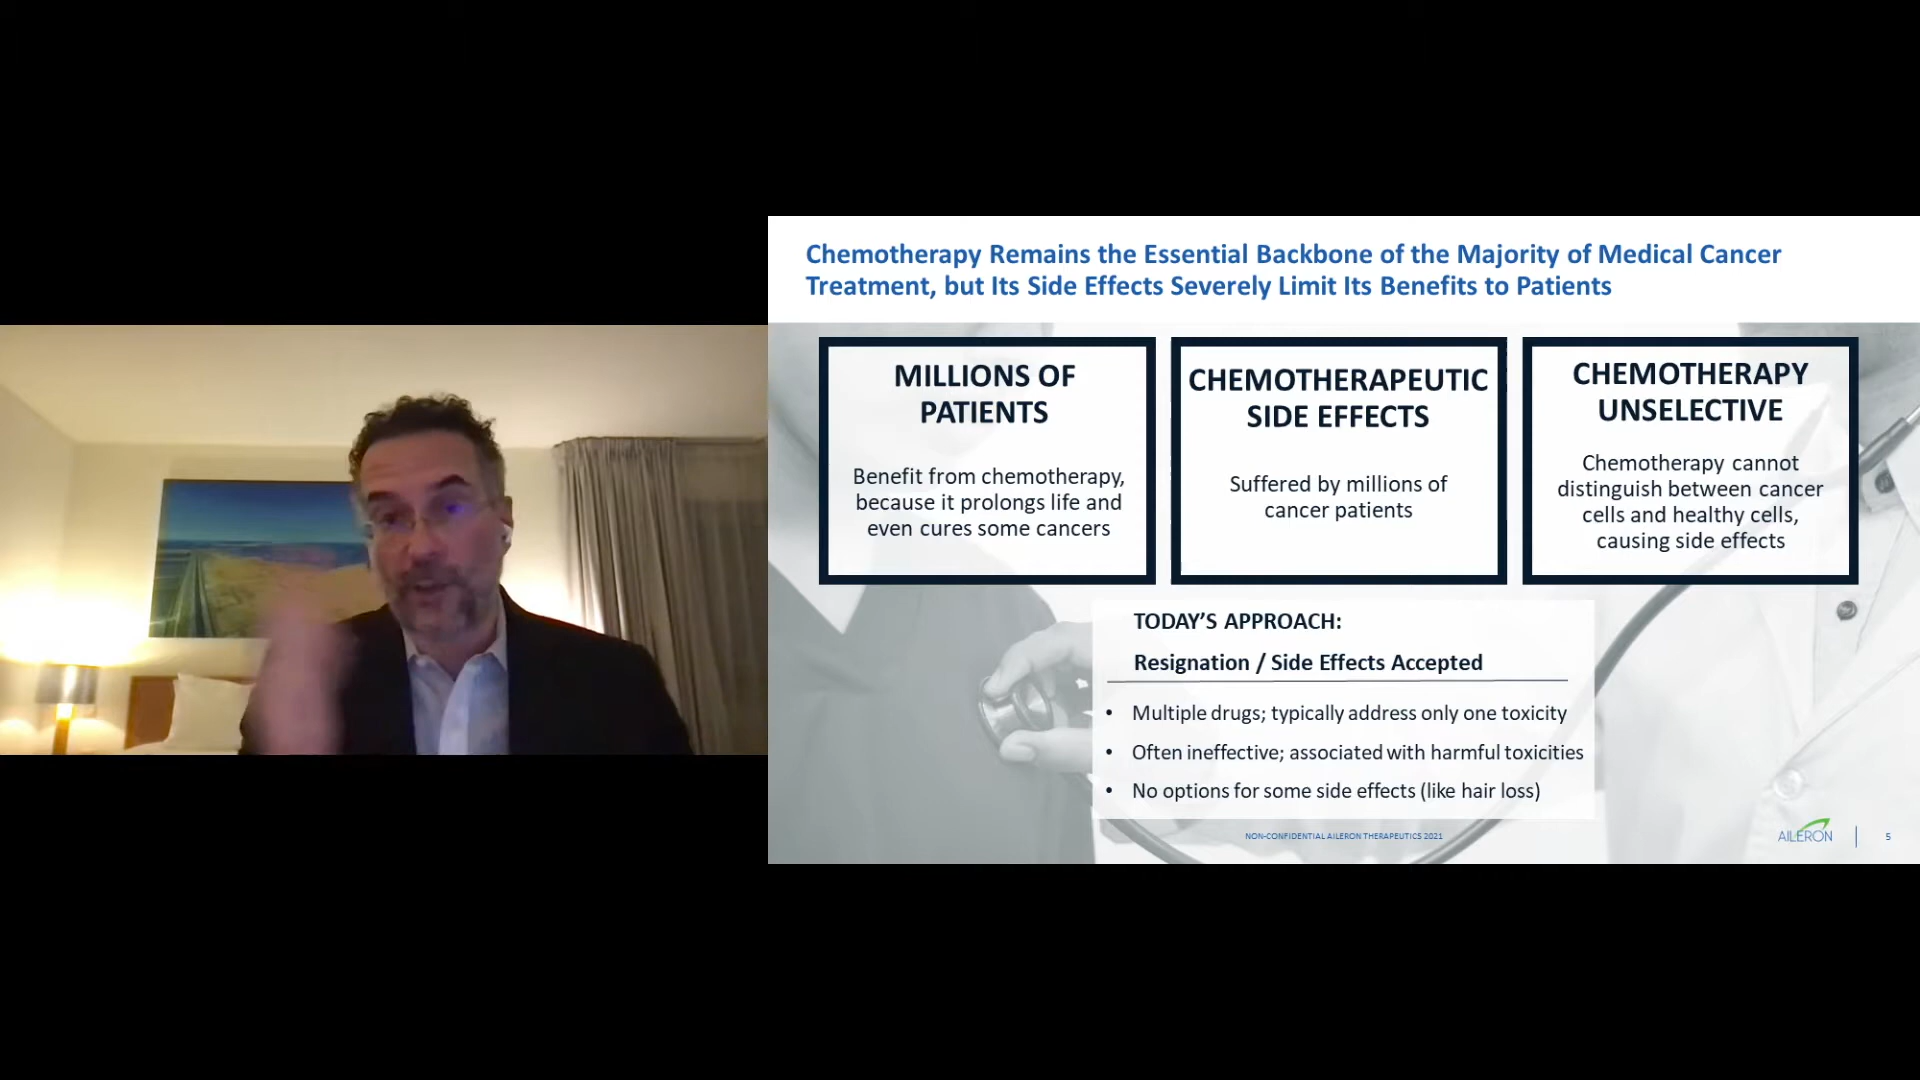 Chemotherapy Remains the Essential Backbone of the Majority of Medical Cancer
Treatment, but Its Side Effects Severely Limit Its Benefits to Patients
MILLIONS OF
PATIENTS
Benefit from chemotherapy,
because it prolongs life and
even cures some cancers
CHEMOTHERAPEUTIC
SIDE EFFECTS
Suffered by millions of
cancer patients
CHEMOTHERAPY
UNSELECTIVE
Chemotherapy cannot
distinguish between cancer
cells and healthy cells,
causing side effects
TODAY'S APPROACH:
Resignation / Side Effects Accepted
• Multiple drugs; typically address only one toxicity
• Often ineffective; associated with harmful toxicities
• No options for some side effects (like hair loss)
NON-CONFIDENTIAL AILERON THERAPEUTICS 2021
AILERON
5